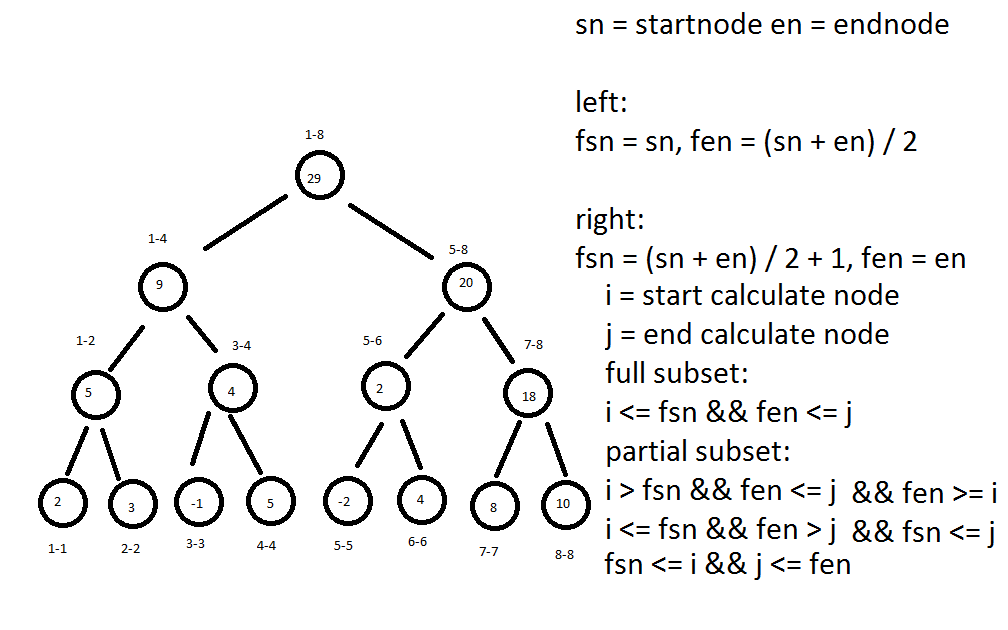 sn = startnode en = endnode
left:
fsn = sn, fen = (sn + en) / 2
right:
fsn = (sn + en) / 2 + 1, fen = en
i = start calculate node
j = end calculate node
full subset:
i <= fsn && fen <= j
partial subset:
i > fsn && fen <= j && fen >= i
i <= fsn && fen > j && fsn <= j
fsn <= i && j <= fen
1-8
29
1-4
5-8
9
20
1-2
3-4
5-6
7-8
5
4
2
18
2
3
-1
5
-2
4
8
10
1-1
2-2
3-3
4-4
5-5
6-6
7-7
8-8